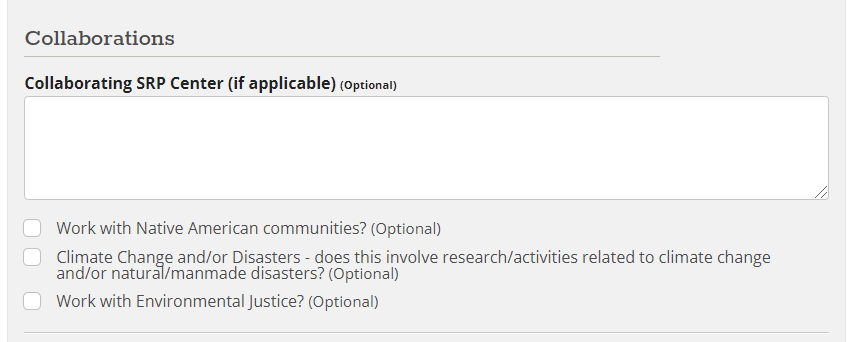 Collaborations
Collaborating SRP Center (if applicable) (Optional)
Work with Native American communities? (Optional)
Climate Change and/or Disasters - does this involve research/activities related to climate change
and/or natural/manmade disasters? (Optional)
Work with Environmental Justice? (Optional)